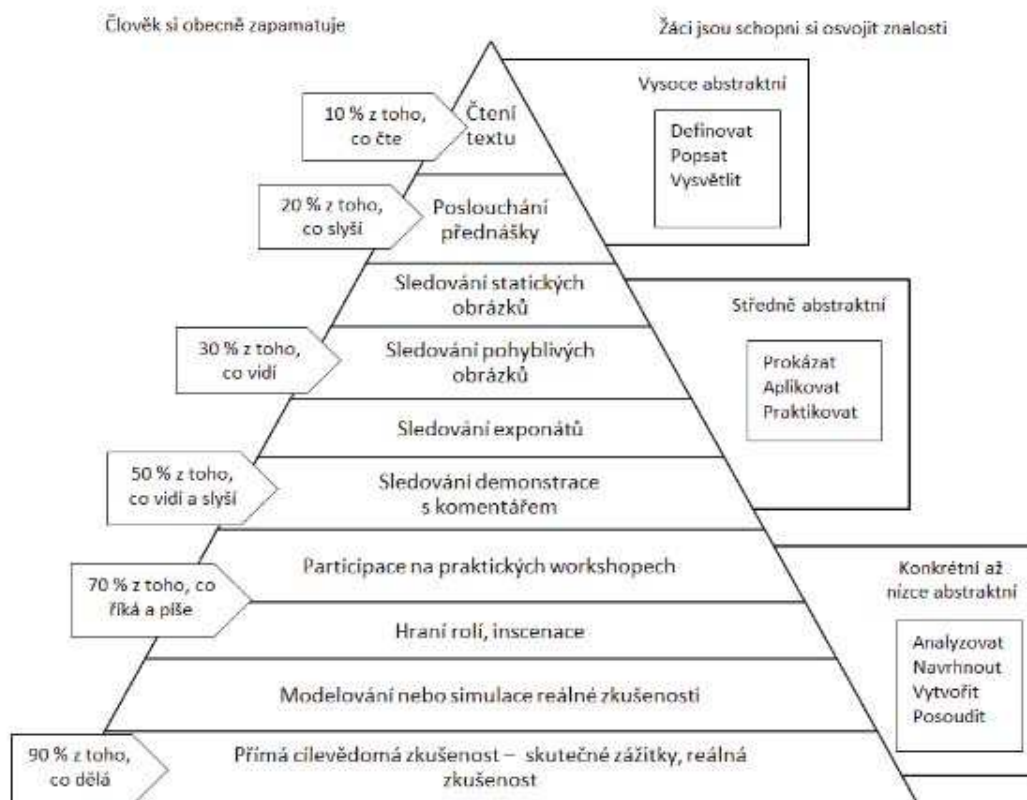 Člověk si obecně zapamatuje
Žáci jsou schopni si osvojit znalosti
10 % z toho,
co čte
20 % z toho,
co slyší
30 % z toho,
co vidí
50 % z toho,
co vidí a slyší
70 % z toho, co
říká a píše
90 % z toho,
co dělá
Čtení
textu
Poslouchání
přednášky
Sledování statických
obrázků
Sledování pohyblivých
obrázků
Sledování exponátů
Sledování demonstrace
s komentářem
Participace na praktických workshopech
Hraní rolí, inscenace
Modelování nebo simulace reálné zkušenosti
Přímá cílevědomá zkušenost – skutečné zážitky, reálná
zkušenost
Vysoce abstraktní
Definovat
Popsat
Vysvětlit
Středně abstraktní
Prokázat
Aplikovat
Praktikovat
Konkrétní až
nízce abstraktní
Analyzovat
Navrhnout
Vytvořit
Posoudit